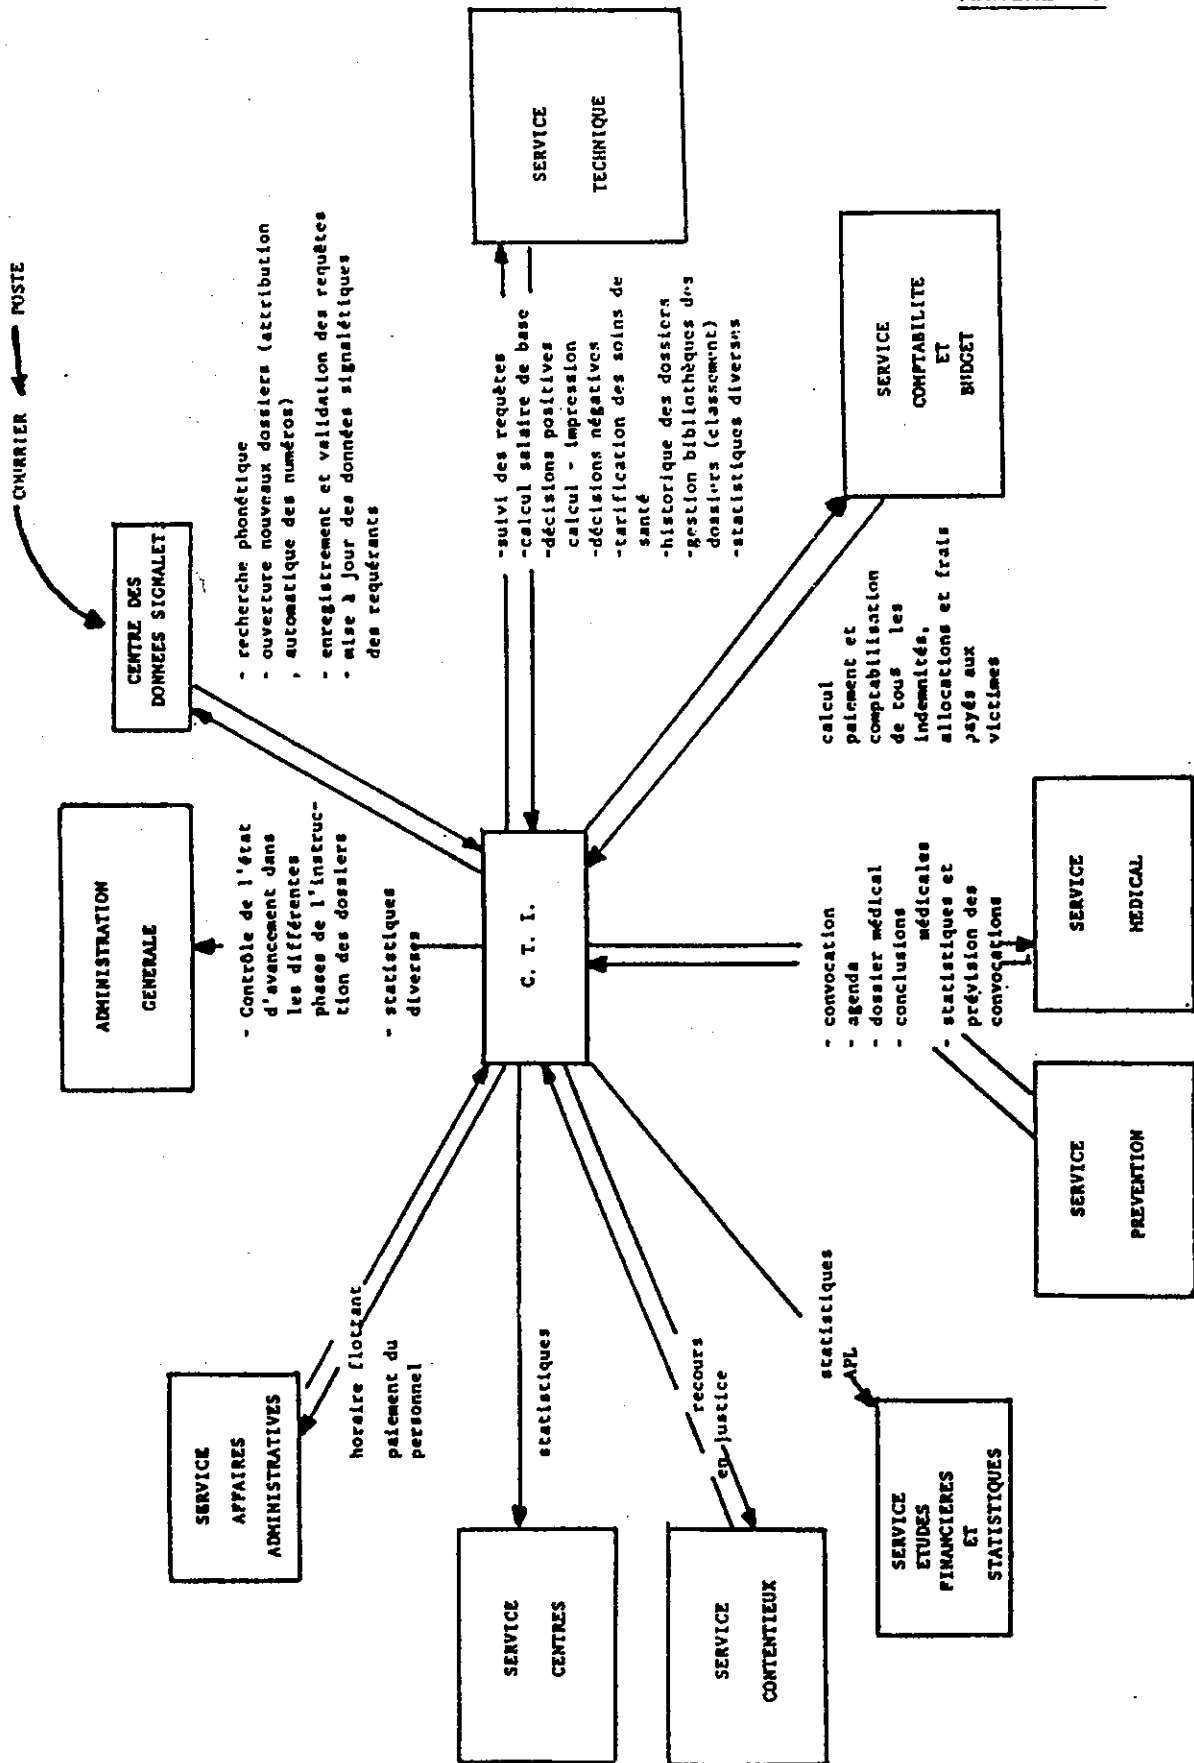 COURRIER
POSTE
CENTRE DES
DONNEES SIGNALET.
- recherche phonétique
- ouverture nouveaux dossiers (attribution
, automatique des numéros)
- enregistrement et validation des requêtes
- mise à jour des données signalétiques
des requérants
ADMINISTRATION
GENERALE
- Contrôle de l'état
d'avancement dans
les différentes
phases de l'instruc-
tion des dossiers
- statistiques
diverses
SERVICE
AFFAIRES
ADMINISTRATIVES
horaire flottant
paiement du
personnel
SERVICE
TECHNIQUE
-suivi des requêtes
-calcul salaire de base
-décisions positives
calcul - impression
-décisions négatives
-tarification des soins de
santé
-historique des dossiers
-gestion bibliothèques des
dossiers (classement)
-statistiques diverses
C. T. I.
SERVICE
CENTRES
statistiques
SERVICE
CONTENTIEUX
recours
en justice
SERVICE
ETUDES
FINANCIERES
ET
STATISTIQUES
statistiques
APL
SERVICE
COMPTABILITE
ET
BUDGET
calcul
paiement et
comptabilisation
de tous les
indemnités,
allocations et frais
payés aux
victimes
- convocation
- agenda
- dossier médical
- conclusions
médicales
- statistiques et
prévision des
convocations
SERVICE
MEDICAL
SERVICE
PREVENTION